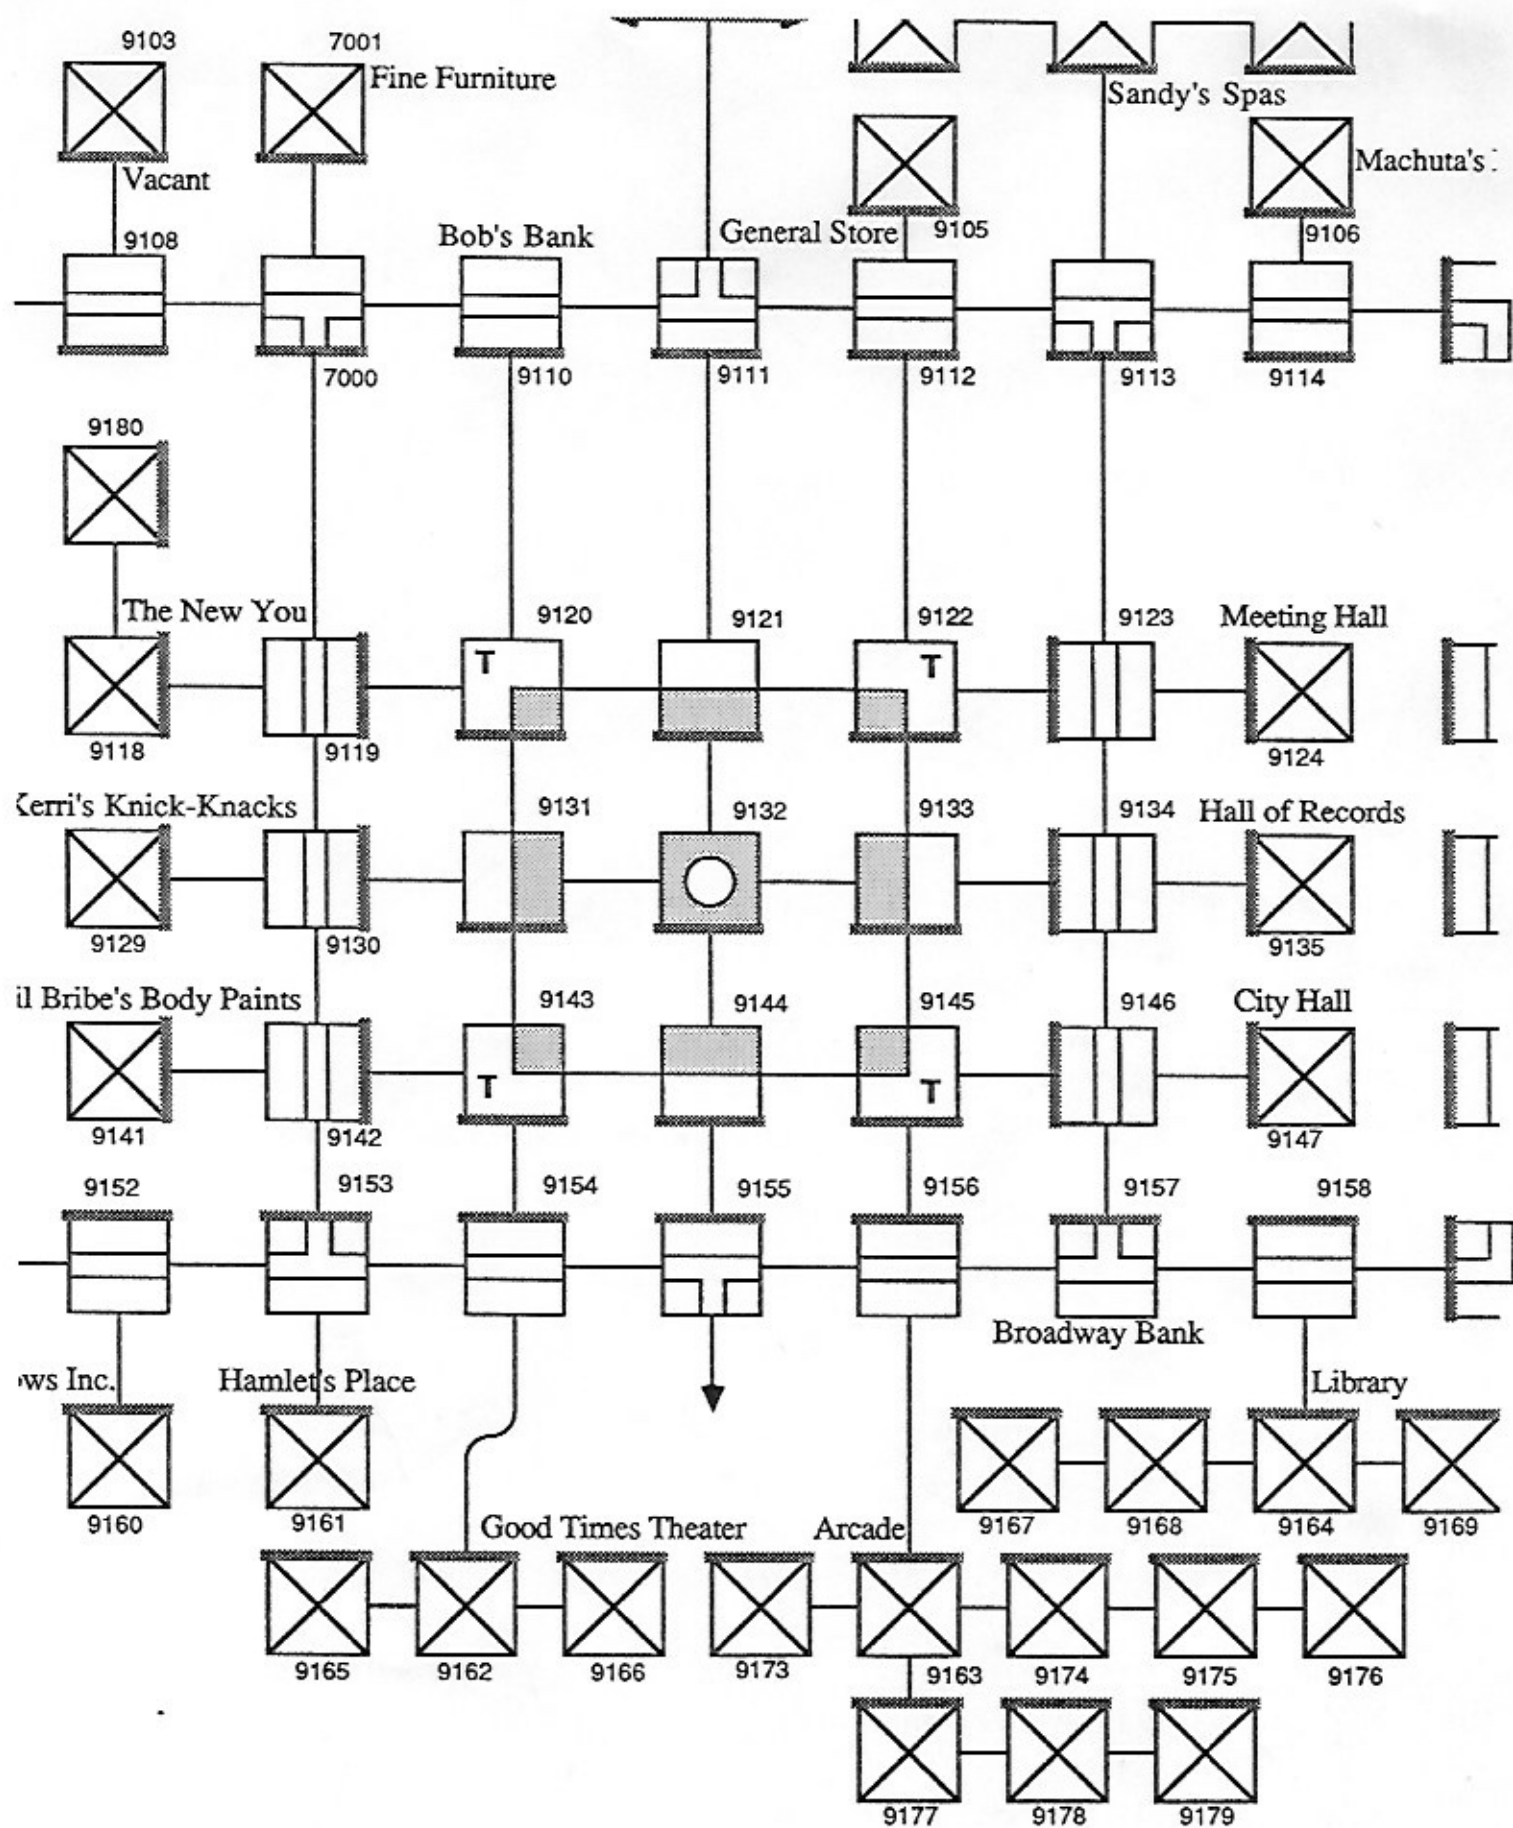 9103 7001
Fine Furniture
Sandy's Spas
Machuta's
Vacant
9108 Bob's Bank General Store 9105 9106
7000 9110 9111 9112 9113 9114
9180
The New You 9120 9121 9122 9123 Meeting Hall
T T
9118 9119 9124
Kerri's Knick-Knacks 9131 9132 9133 9134 Hall of Records
9129 9130 9135
il Bribe's Body Paints 9143 9144 9145 9146 City Hall
T T
9141 9142 9147
9152 9153 9154 9155 9156 9157 9158
Broadway Bank
ws Inc. Hamlet's Place Library
9160 9161 9167 9168 9164 9169
Good Times Theater Arcade
9165 9162 9166 9173 9163 9174 9175 9176
9177 9178 9179